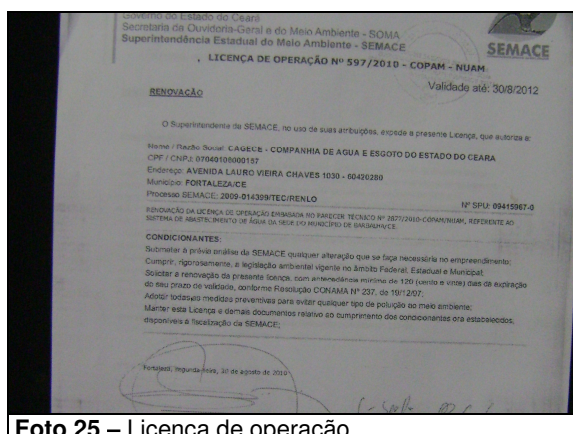 Governo do Estado do Ceará
Secretaria da Ouvidoria-Geral e do Meio Ambiente - SOMA
Superintendência Estadual do Meio Ambiente - SEMACE
SEMACE
LICENÇA DE OPERAÇÃO Nº 597/2010 - COPAM - NUAM
Validade até: 30/8/2012
RENOVAÇÃO
O Superintendente da SEMACE, no uso de suas atribuições, expede a presente Licença, que autoriza a:
Nome / Razão Social: CAGECE - COMPANHIA DE AGUA E ESGOTO DO ESTADO DO CEARA
CPF / CNPJ: 07040108000157
Endereço: AVENIDA LAURO VIEIRA CHAVES 1030 - 60420280
Município: FORTALEZA/CE
Processo SEMACE: 2009-014399/TEC/RENLO
Nº SPU: 09415967-0
RENOVAÇÃO DA LICENÇA DE OPERAÇÃO EMBASADA NO PARECER TÉCNICO Nº 2077/2010-COPAM/NUAM, REFERENTE AO
SISTEMA DE ABASTECIMENTO DE ÁGUA DA SEDE DO MUNICÍPIO DE BARBALHA/CE.
CONDICIONANTES:
Submeter à prévia análise da SEMACE qualquer alteração que se faça necessária no empreendimento;
Cumprir, rigorosamente, a legislação ambiental vigente no âmbito Federal, Estadual e Municipal;
Solicitar a renovação da presente licença, com antecedência mínima de 120 (cento e vinte) dias da expiração
do seu prazo de validade, conforme Resolução CONAMA Nº 237, de 19/12/97;
Adotar todas as medidas preventivas para evitar qualquer tipo de poluição ao meio ambiente;
Manter esta Licença e demais documentos relativo ao cumprimento dos condicionantes ora estabelecidos,
disponíveis a fiscalização da SEMACE;
Fortaleza, segunda-feira, 30 de agosto de 2010
Foto 25 – Licença de operação